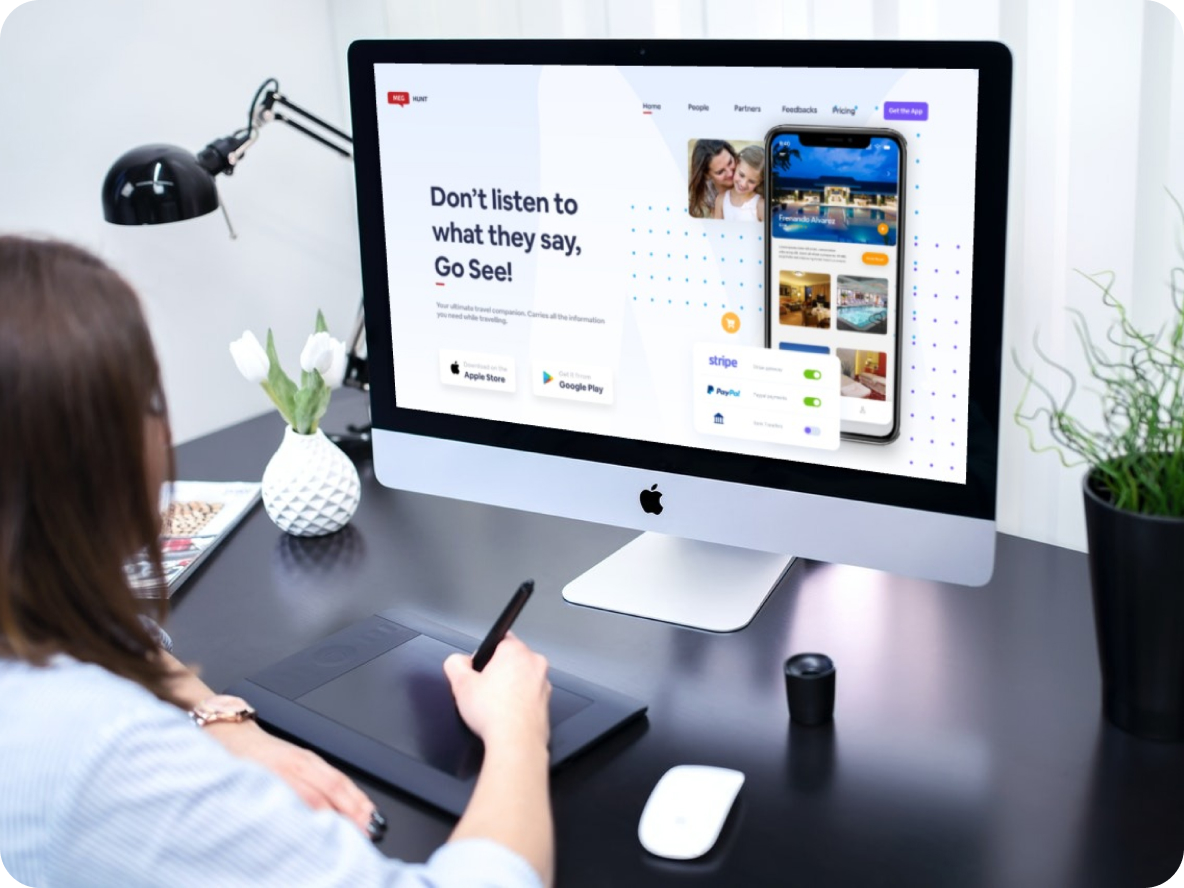 MEG HUNT
Home People Partners Feedbacks Pricing Get the App
Don't listen to
what they say,
Go See!
Your ultimate travel companion. Carries all the information
you need while travelling.
Download on the
Apple Store
Get it from
Google Play
9:40
Frenando Alvarez
stripe
PayPal